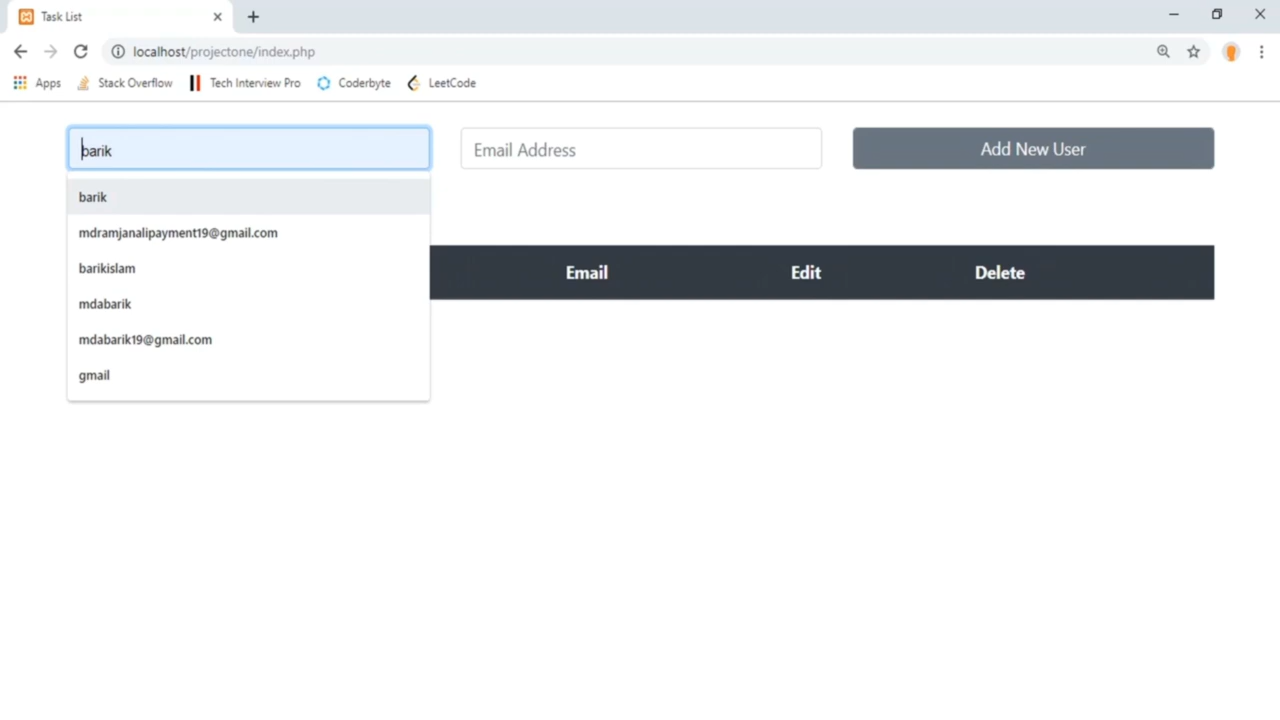 Task List
localhost/projectone/index.php
Apps Stack Overflow Tech Interview Pro Coderbyte LeetCode
barik Email Address Add New User
barik
mdramjanalipayment19@gmail.com
barikislam
mdabarik
mdabarik19@gmail.com
gmail
Email Edit Delete